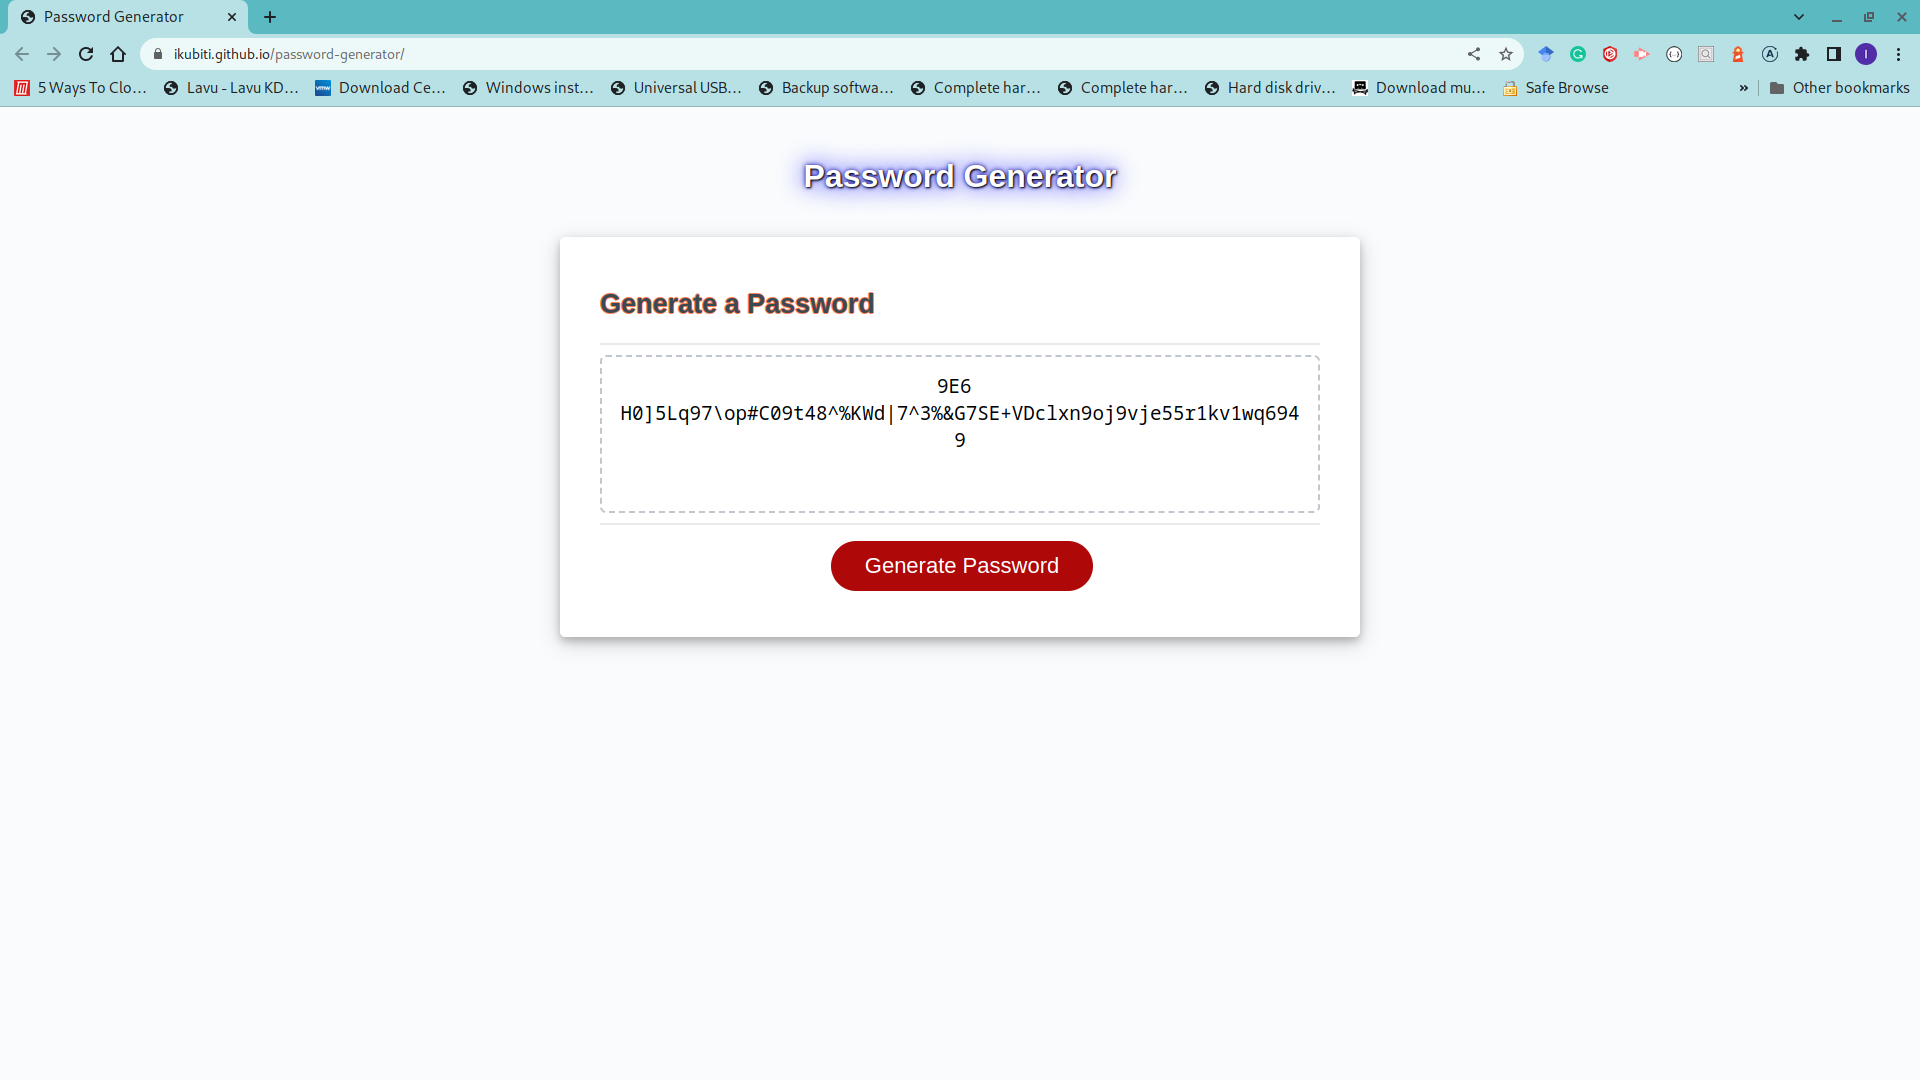 Password Generator
ikubiti.github.io/password-generator/
I
5 Ways To Clo...
Lavu - Lavu KD...
vmw
Download Ce...
Windows inst...
Universal USB...
Backup softwa...
Complete har...
Complete har...
Hard disk driv...
Download mu...
Safe Browse
»
Other bookmarks
Password Generator
Generate a Password
9E6
H0]5Lq97\op#C09t48^%KWd|7^3%&G7SE+VDclxn9oj9vje55r1kv1wq694
9
Generate Password